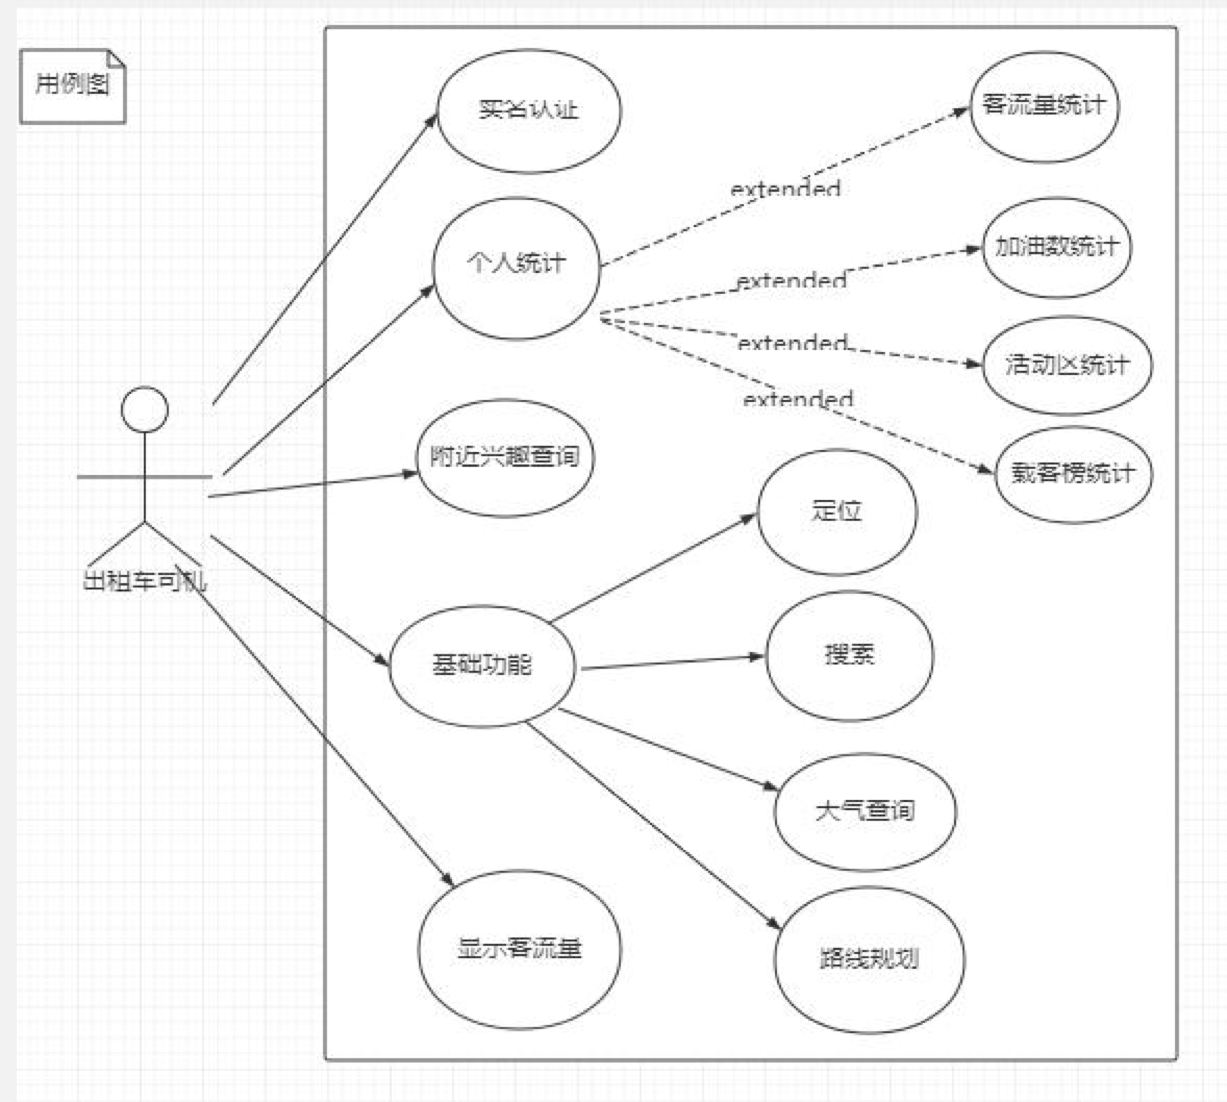 用例图
实名认证
客流量统计
extended
加油数统计
个人统计
extended
extended
活动区统计
extended
附近兴趣查询
载客榜统计
定位
出租车司机
搜索
基础功能
大气查询
显示客流量
路线规划